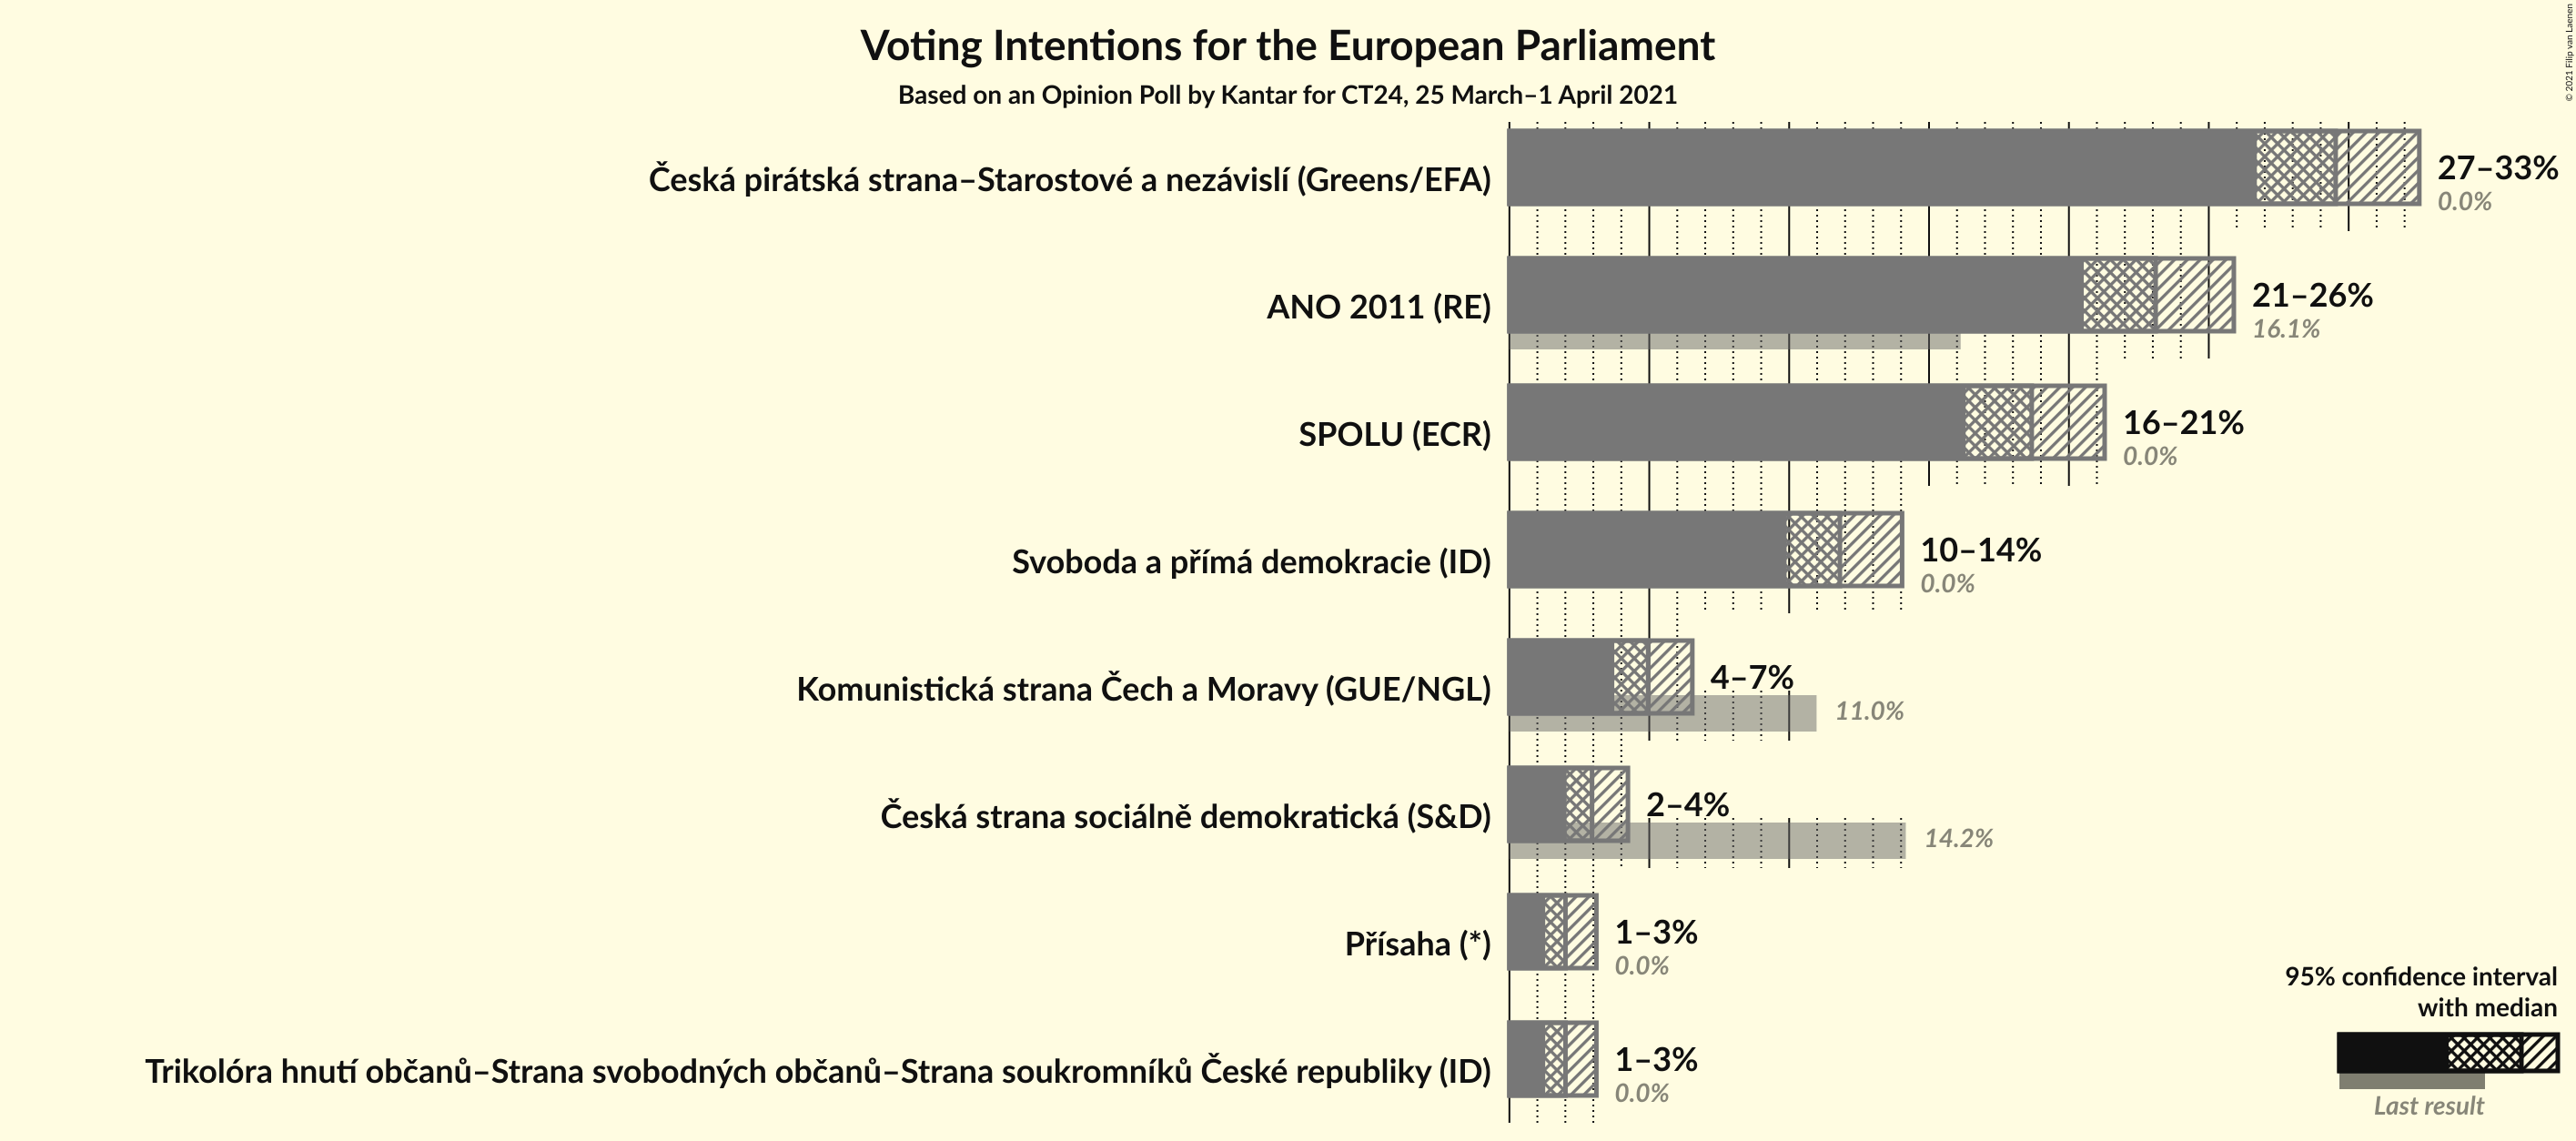 Voting Intentions for the European Parliament
Based on an Opinion Poll by Kantar for CT24, 25 March–1 April 2021
© 2021 Filip van Laenen
Česká pirátská strana–Starostové a nezávislí (Greens/EFA)
27–33%
0.0%
ANO 2011 (RE)
21–26%
16.1%
SPOLU (ECR)
16–21%
0.0%
Svoboda a přímá demokracie (ID)
10–14%
0.0%
Komunistická strana Čech a Moravy (GUE/NGL)
4–7%
11.0%
Česká strana sociálně demokratická (S&D)
2–4%
14.2%
Přísaha (*)
1–3%
0.0%
Trikolóra hnutí občanů–Strana svobodných občanů–Strana soukromníků České republiky (ID)
1–3%
0.0%
95% confidence interval
with median
Last result